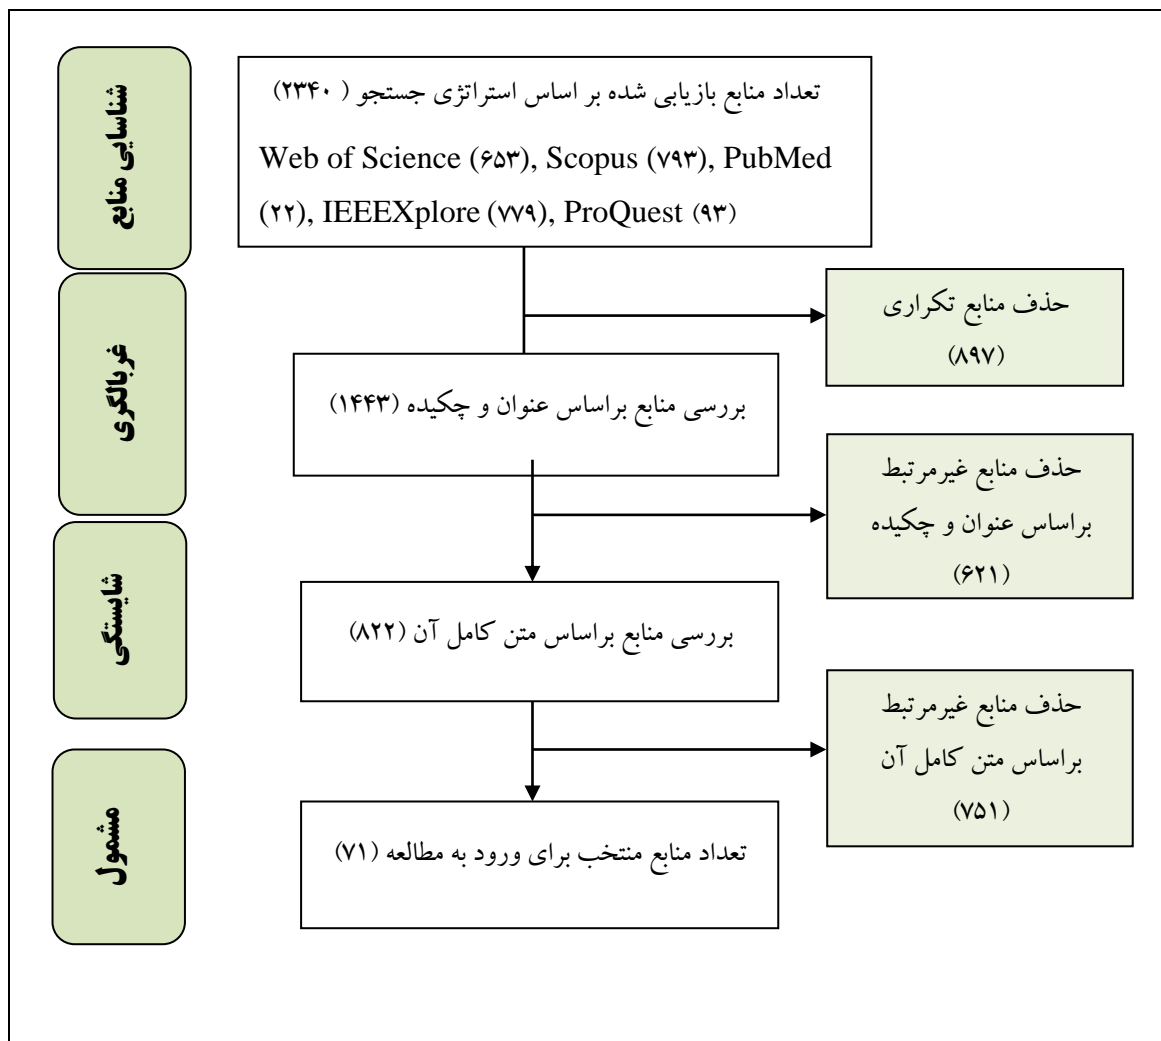 شناسایی منابع
تعداد منابع بازیابی شده بر اساس استراتژی جستجو ( ۲۳۴۰)
Web of Science (۶۵۳), Scopus (۷۹۳), PubMed
(۲۲), IEEEXplore (۷۷۹), ProQuest (۹۳)
حذف منابع تکراری
(۸۹۷)
غربالگری
بررسی منابع براساس عنوان و چکیده (۱۴۴۳)
حذف منابع غیرمرتبط
براساس عنوان و چکیده
(۶۲۱)
شایستگی
بررسی منابع براساس متن کامل آن (۸۲۲)
حذف منابع غیرمرتبط
براساس متن کامل آن
(۷۵۱)
مشمول
تعداد منابع منتخب برای ورود به مطالعه (۷۱)